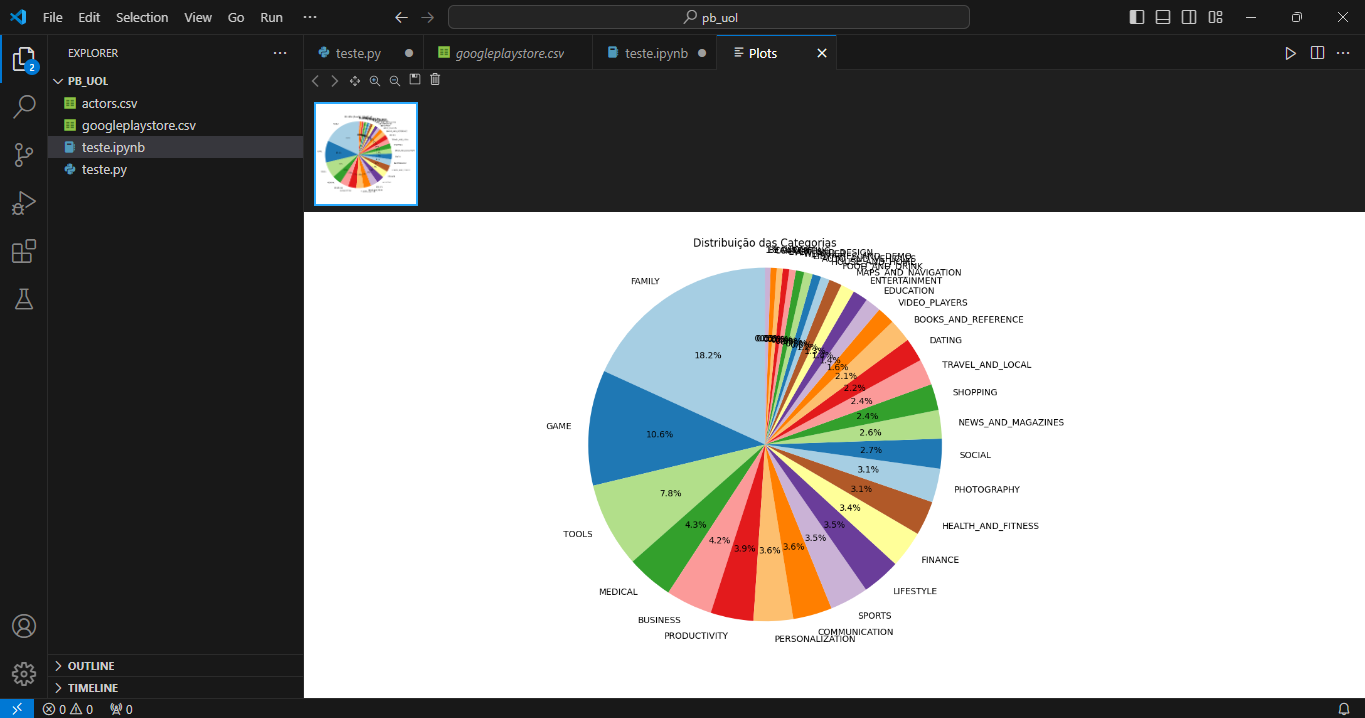 File Edit Selection View Go Run ···
pb_uol
EXPLORER ···
teste.py
googleplaystore.csv
teste.ipynb
Plots
PB_UOL
actors.csv
googleplaystore.csv
teste.ipynb
teste.py
2
Distribuição das Categorias
MAPS_AND_NAVIGATION
ENTERTAINMENT
EDUCATION
VIDEO_PLAYERS
BOOKS_AND_REFERENCE
DATING
TRAVEL_AND_LOCAL
SHOPPING
NEWS_AND_MAGAZINES
SOCIAL
PHOTOGRAPHY
HEALTH_AND_FITNESS
FINANCE
LIFESTYLE
SPORTS
COMMUNICATION
PERSONALIZATION
PRODUCTIVITY
BUSINESS
MEDICAL
TOOLS
GAME
FAMILY
18.2%
10.6%
7.8%
4.3%
4.2%
3.9%
3.6%
3.6%
3.5%
3.5%
3.4%
3.1%
3.1%
2.7%
2.6%
2.4%
2.4%
2.2%
2.1%
1.6%
1.4%
OUTLINE
TIMELINE
0 0 0